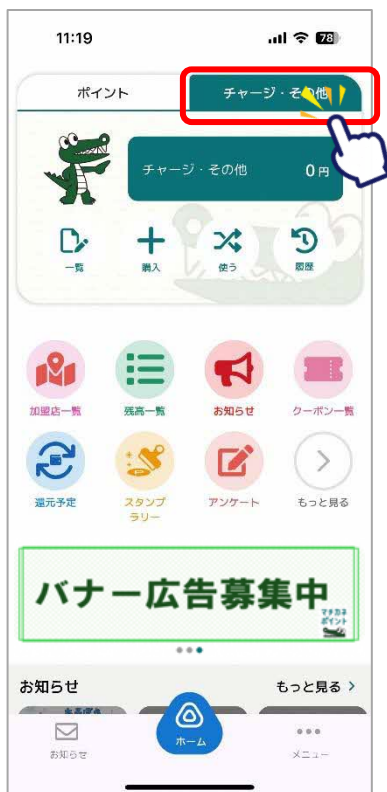 11:19
78
ポイント
チャージ・その他
チャージ・その他 0円
一覧 購入 使う 履歴
加盟店一覧 残高一覧 お知らせ クーポン一覧
還元予定 スタンプ アンケート もっと見る
ラリー
バナー広告募集中
マチカネ
ポイント
お知らせ もっと見る
ホーム
お知らせ メニュー